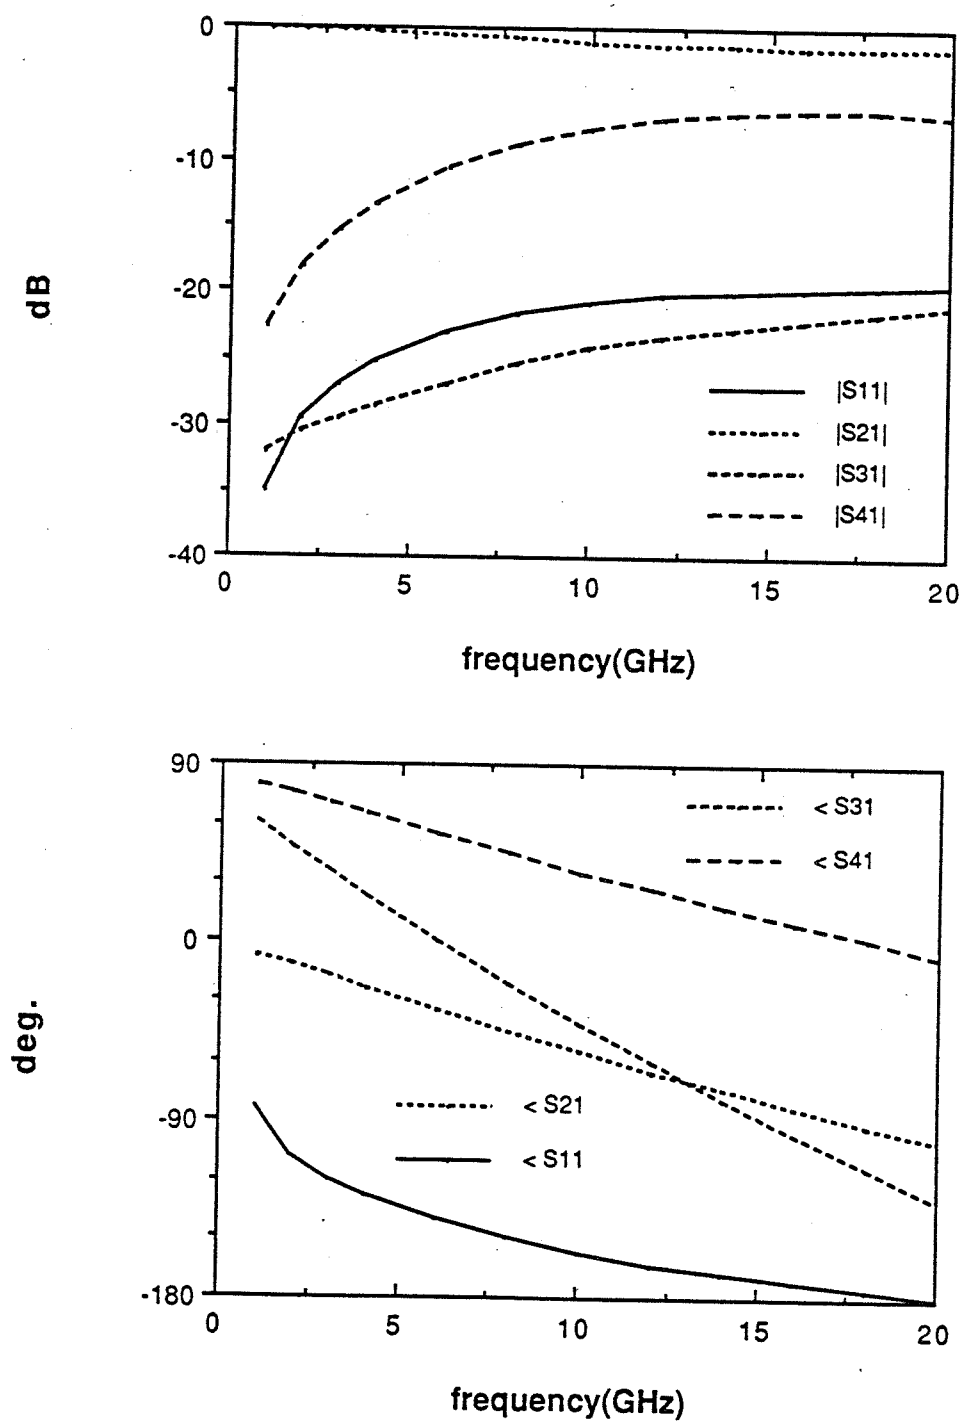 0
-10
-20
-30
-40
dB
|S11|
|S21|
|S31|
|S41|
0 5 10 15 20
frequency(GHz)
90
0
-90
-180
deg.
< S31
< S41
< S21
< S11
0 5 10 15 20
frequency(GHz)